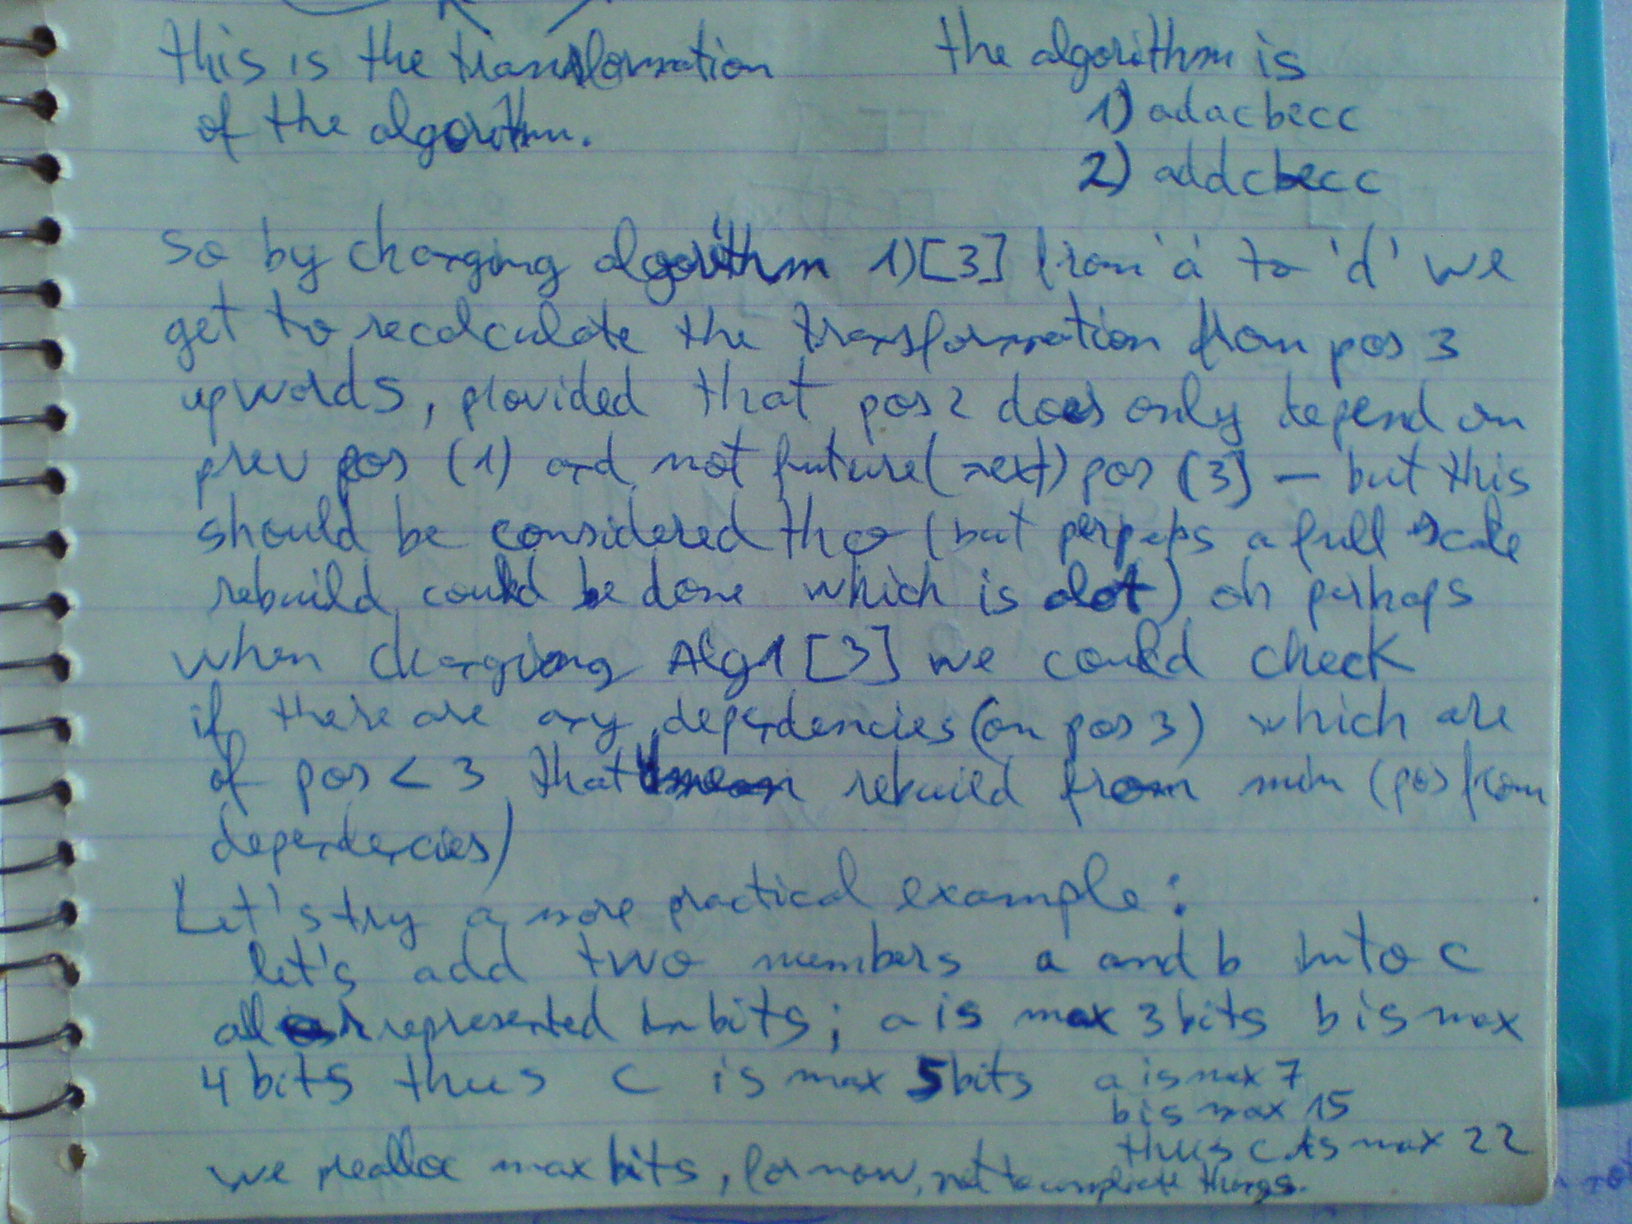 this is the transformation
of the algorithm.
the algorithm is
1) adacbecc
2) addcbecc
So by changing algorithm 1)[3] from 'a' to 'd' we
get to recalculate the transformation from pos 3
upwards, provided that pos 2 does only depend on
prev pos (1) and not future (next) pos (3) — but this
should be considered tho (but perhaps a full scale
rebuild could be done which is alot) oh perhaps
when changing Alg1[3] we could check
if there are any dependencies (on pos 3) which are
of pos < 3 that rebuild from min (pos from
dependencies)
Let's try a more practical example:
let's add two numbers a and b into c
all represented in bits; a is max 3 bits b is max
4 bits thus c is max 5 bits
a is max 7
b is max 15
thus c is max 22
we prealloc max bits, for now, not to complicate things.